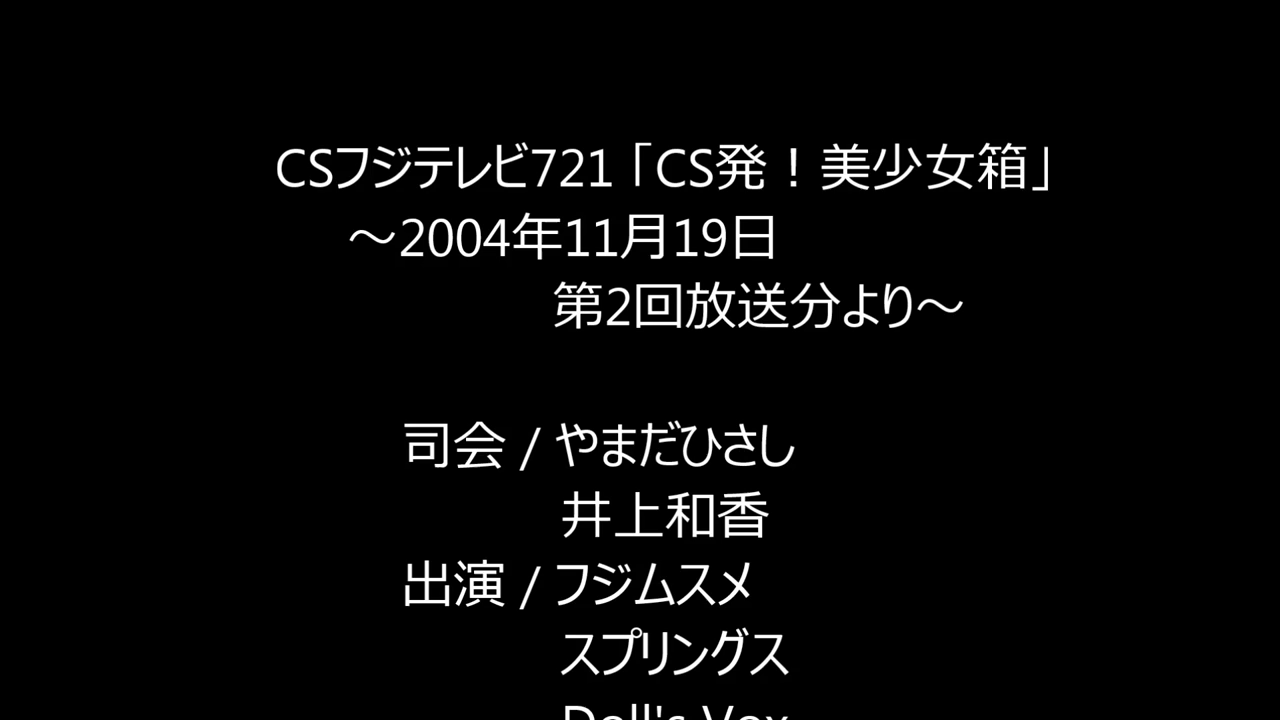 CSフジテレビ721「CS発！美少女箱」
～2004年11月19日
第2回放送分より～
司会 / やまだひさし
井上和香
出演 / フジムスメ
スプリングス
Doll's Vox